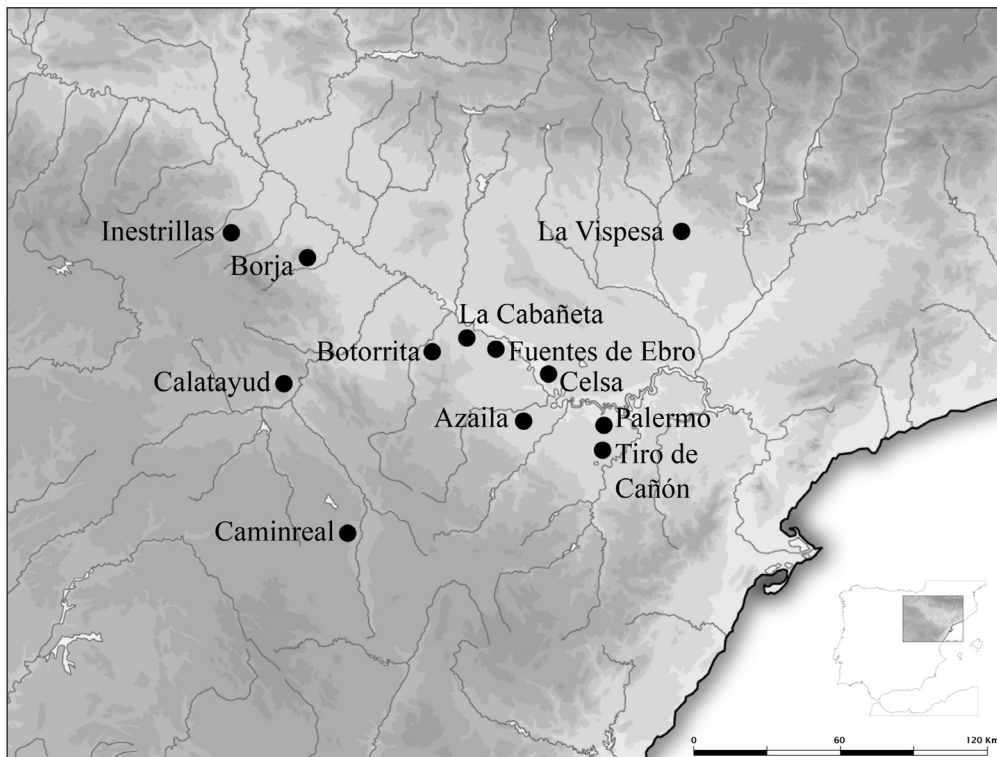 Inestrillas
La Vispesa
Borja
La Cabañeta
Botorrita
Fuentes de Ebro
Calatayud
Celsa
Azaila
Palermo
Tiro de
Cañón
Caminreal
0 60 120 Km